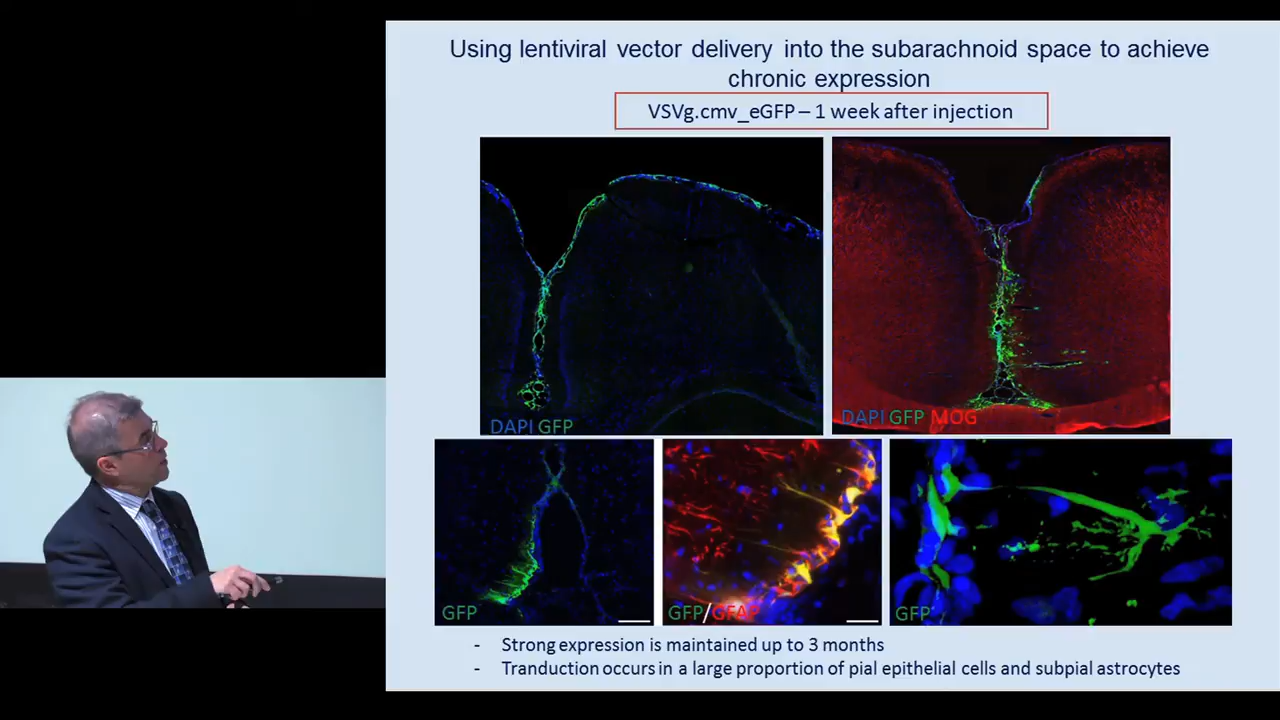 Using lentiviral vector delivery into the subarachnoid space to achieve
chronic expression
VSVg.cmv_eGFP – 1 week after injection
DAPI GFP
DAPI GFP MOG
GFP
GFP/GFAP
GFP
- Strong expression is maintained up to 3 months
- Tranduction occurs in a large proportion of pial epithelial cells and subpial astrocytes